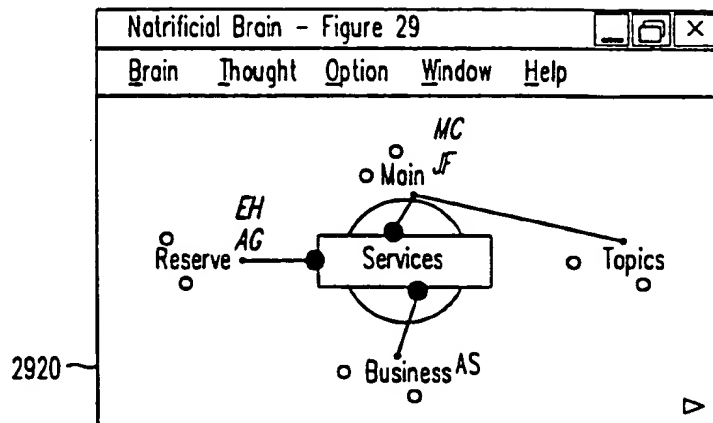 Natrificial Brain - Figure 29
Brain Thought Option Window Help
MC
Main JF
EH
AG
Reserve
Services
Topics
2920
Business AS